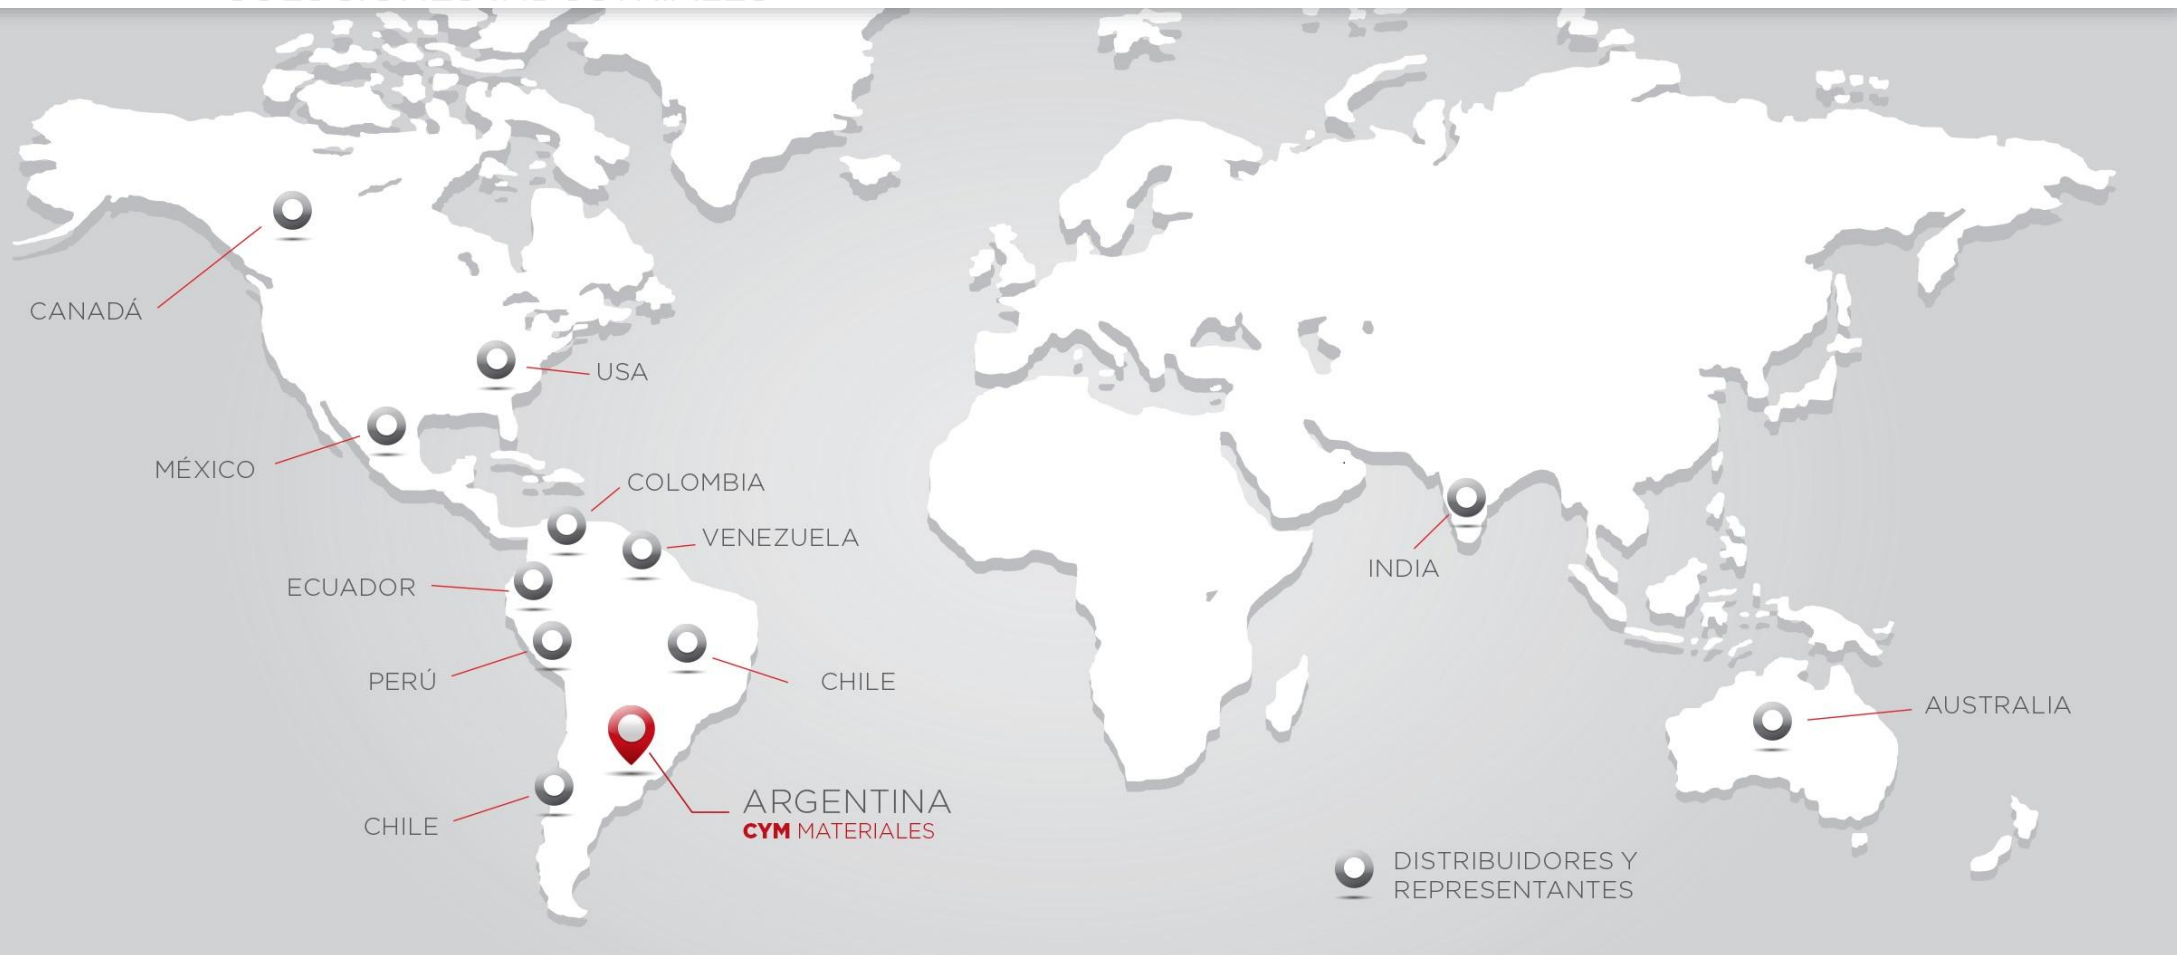 CANADÁ
USA
MÉXICO
COLOMBIA
VENEZUELA
ECUADOR
INDIA
PERÚ
CHILE
AUSTRALIA
ARGENTINA
CYM MATERIALES
CHILE
DISTRIBUIDORES Y
REPRESENTANTES